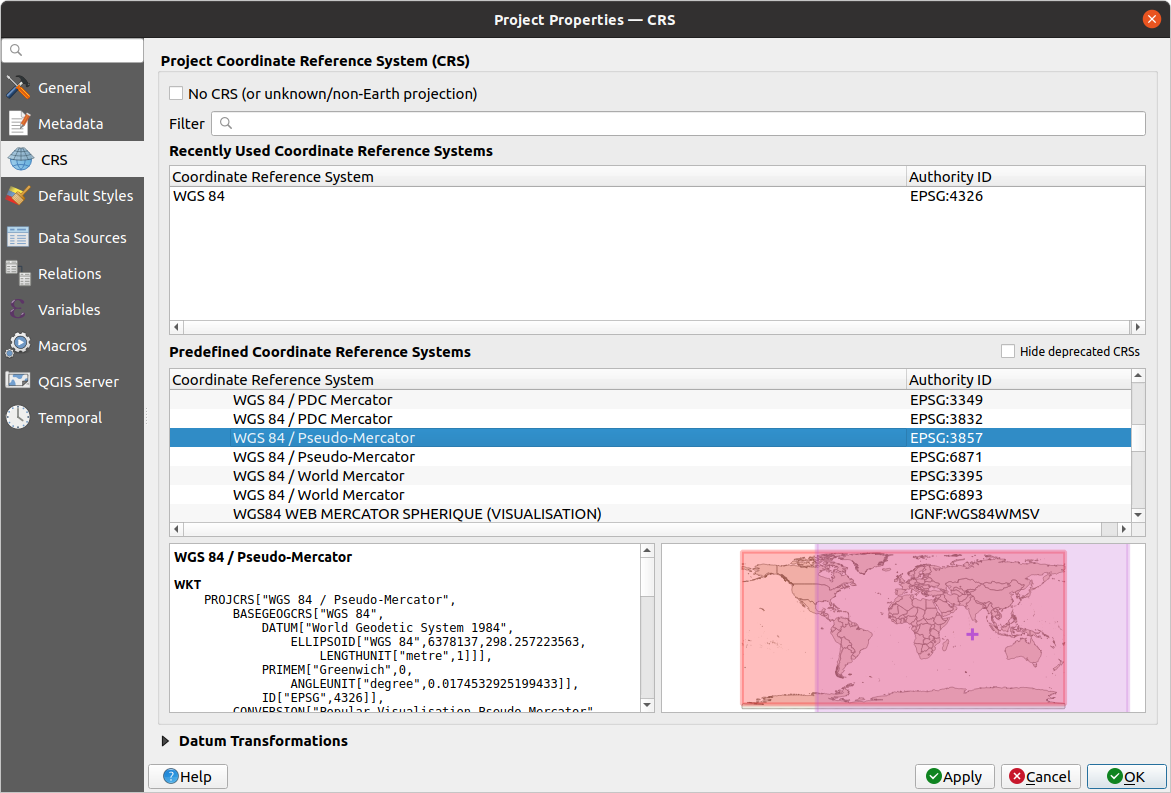 Project Properties — CRS
General
Metadata
CRS
Default Styles
Data Sources
Relations
Variables
Macros
QGIS Server
Temporal
Project Coordinate Reference System (CRS)
No CRS (or unknown/non-Earth projection)
Filter
Recently Used Coordinate Reference Systems
Coordinate Reference System Authority ID
WGS 84 EPSG:4326
Predefined Coordinate Reference Systems Hide deprecated CRSs
Coordinate Reference System Authority ID
WGS 84 / PDC Mercator EPSG:3349
WGS 84 / PDC Mercator EPSG:3832
WGS 84 / Pseudo-Mercator EPSG:3857
WGS 84 / Pseudo-Mercator EPSG:6871
WGS 84 / World Mercator EPSG:3395
WGS 84 / World Mercator EPSG:6893
WGS84 WEB MERCATOR SPHERIQUE (VISUALISATION) IGNF:WGS84WMSV
WGS 84 / Pseudo-Mercator
WKT
PROJCRS["WGS 84 / Pseudo-Mercator",
BASEGEOGCRS["WGS 84",
DATUM["World Geodetic System 1984",
ELLIPSOID["WGS 84",6378137,298.257223563,
LENGTHUNIT["metre",1]]],
PRIMEM["Greenwich",0,
ANGLEUNIT["degree",0.0174532925199433]],
ID["EPSG",4326]],
CONVERSION["Popular Visualisation Pseudo-Mercator",
Datum Transformations
Help
Apply
Cancel
OK